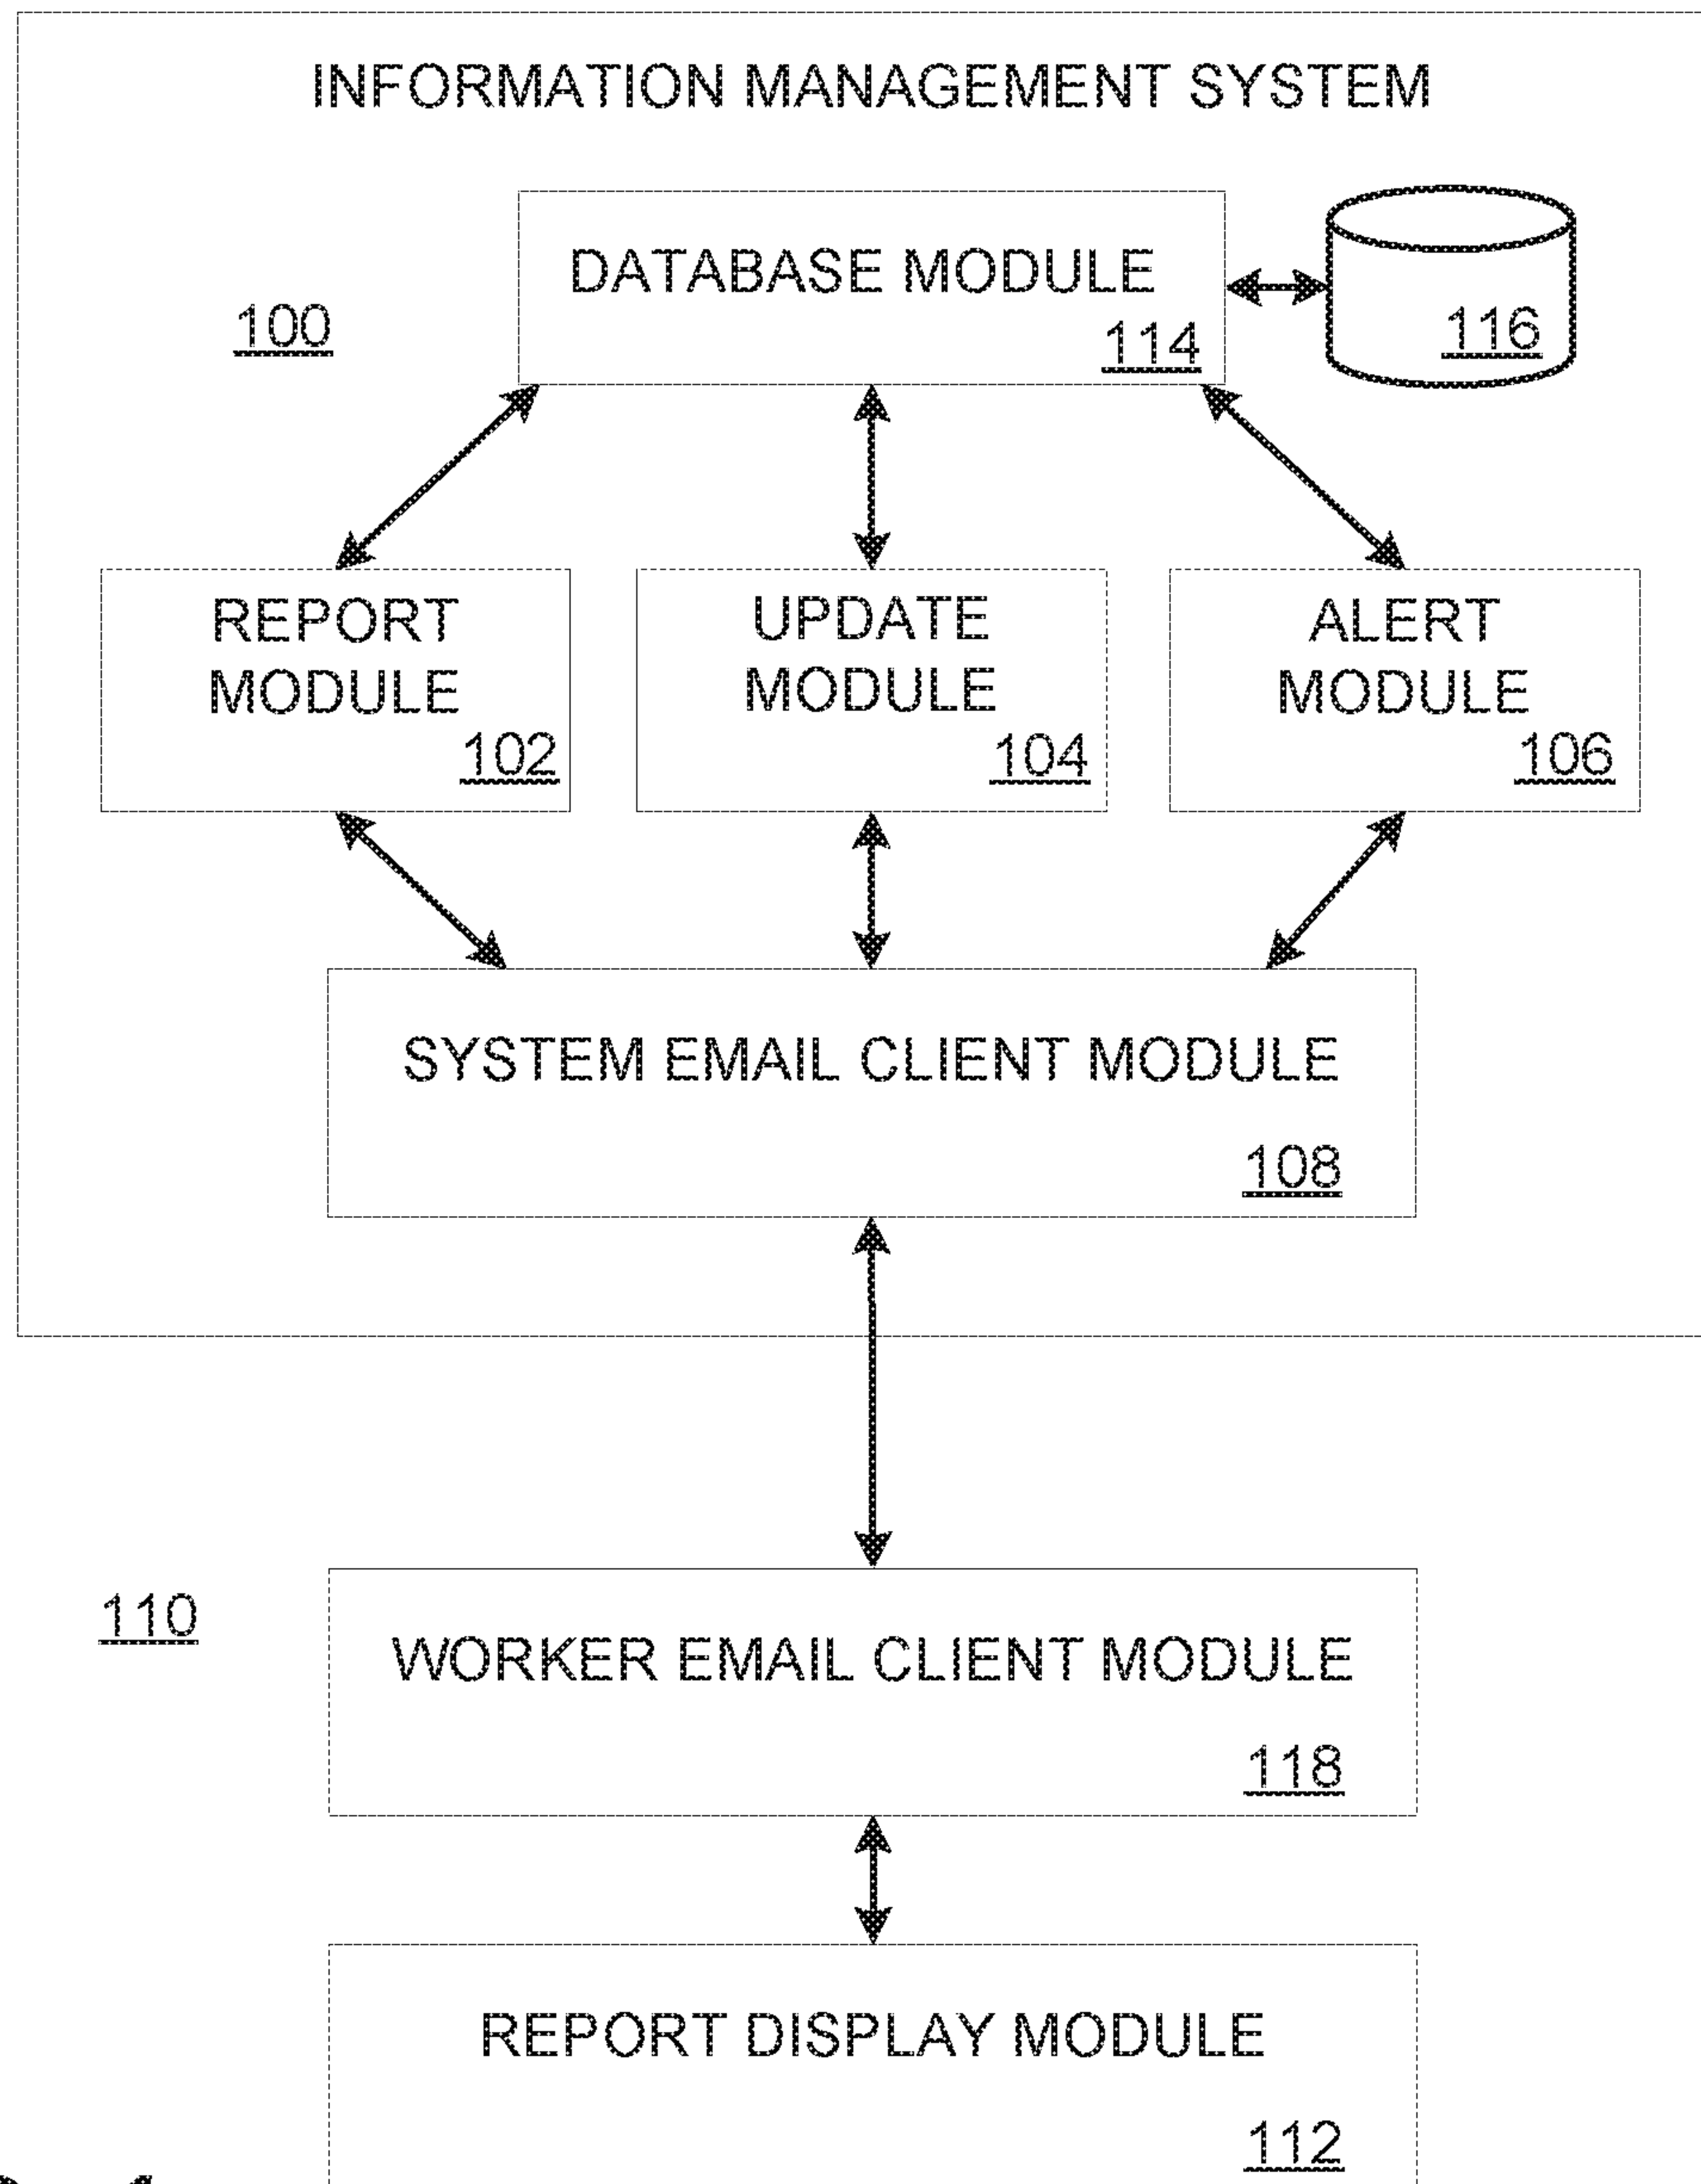 INFORMATION MANAGEMENT SYSTEM
DATABASE MODULE
114
116
100
REPORT
MODULE
102
UPDATE
MODULE
104
ALERT
MODULE
106
SYSTEM EMAIL CLIENT MODULE
108
110
WORKER EMAIL CLIENT MODULE
118
REPORT DISPLAY MODULE
112